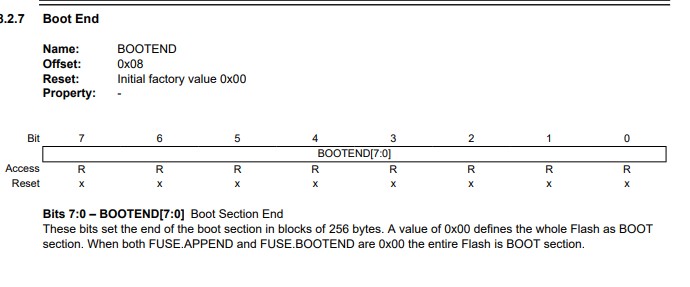 3.2.7 Boot End
Name: BOOTEND
Offset: 0x08
Reset: Initial factory value 0x00
Property: -
Bit 7 6 5 4 3 2 1 0
BOOTEND[7:0]
Access R R R R R R R R
Reset x x x x x x x x
Bits 7:0 – BOOTEND[7:0] Boot Section End
These bits set the end of the boot section in blocks of 256 bytes. A value of 0x00 defines the whole Flash as BOOT
section. When both FUSE.APPEND and FUSE.BOOTEND are 0x00 the entire Flash is BOOT section.